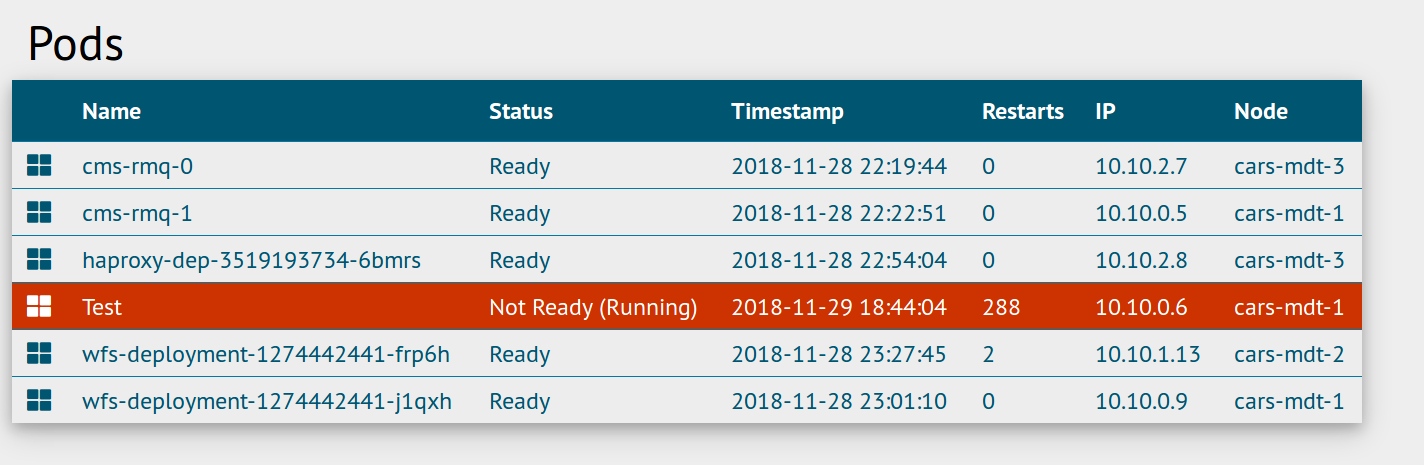 Pods
Name Status Timestamp Restarts IP Node
cms-rmq-0 Ready 2018-11-28 22:19:44 0 10.10.2.7 cars-mdt-3
cms-rmq-1 Ready 2018-11-28 22:22:51 0 10.10.0.5 cars-mdt-1
haproxy-dep-3519193734-6bmrs Ready 2018-11-28 22:54:04 0 10.10.2.8 cars-mdt-3
Test Not Ready (Running) 2018-11-29 18:44:04 288 10.10.0.6 cars-mdt-1
wfs-deployment-1274442441-frp6h Ready 2018-11-28 23:27:45 2 10.10.1.13 cars-mdt-2
wfs-deployment-1274442441-j1qxh Ready 2018-11-28 23:01:10 0 10.10.0.9 cars-mdt-1